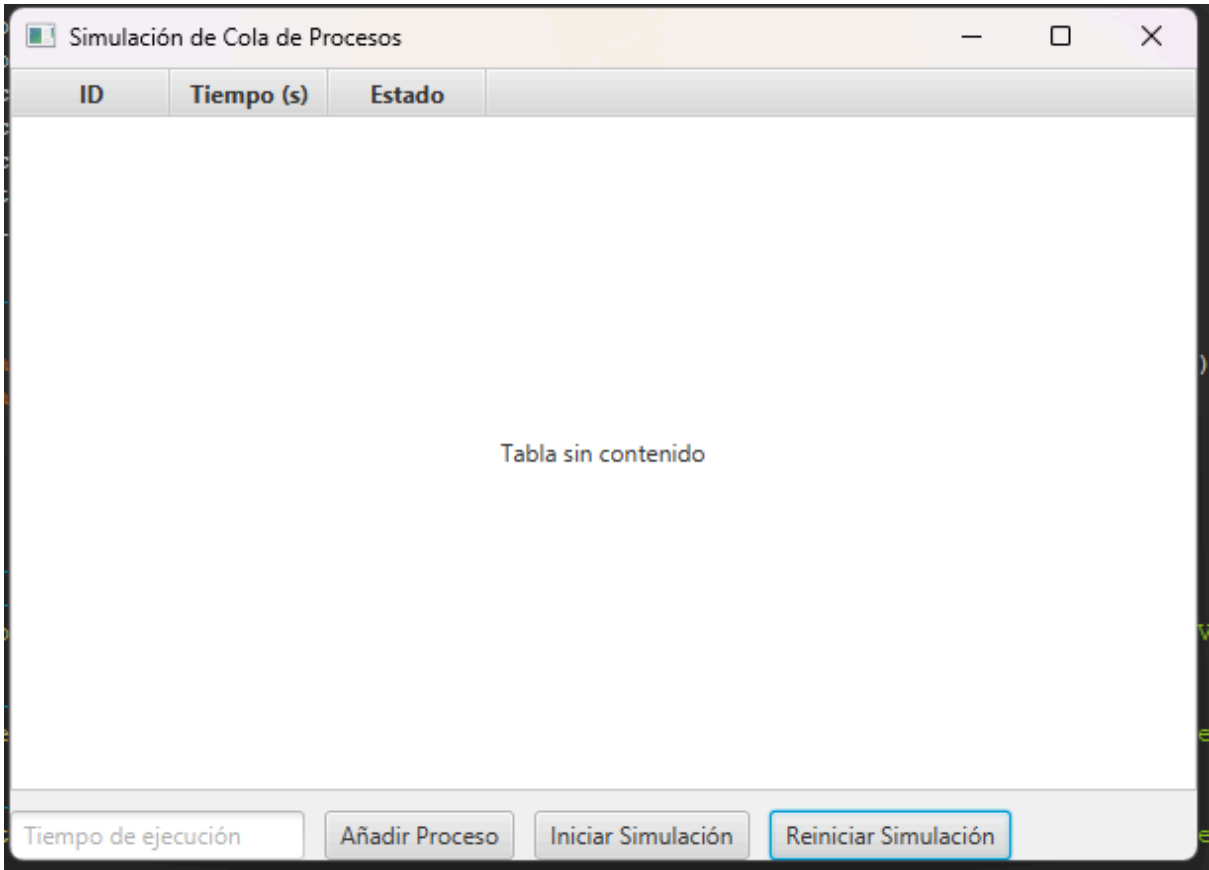 Simulación de Cola de Procesos
ID Tiempo (s) Estado
Tabla sin contenido
Tiempo de ejecución Añadir Proceso Iniciar Simulación Reiniciar Simulación